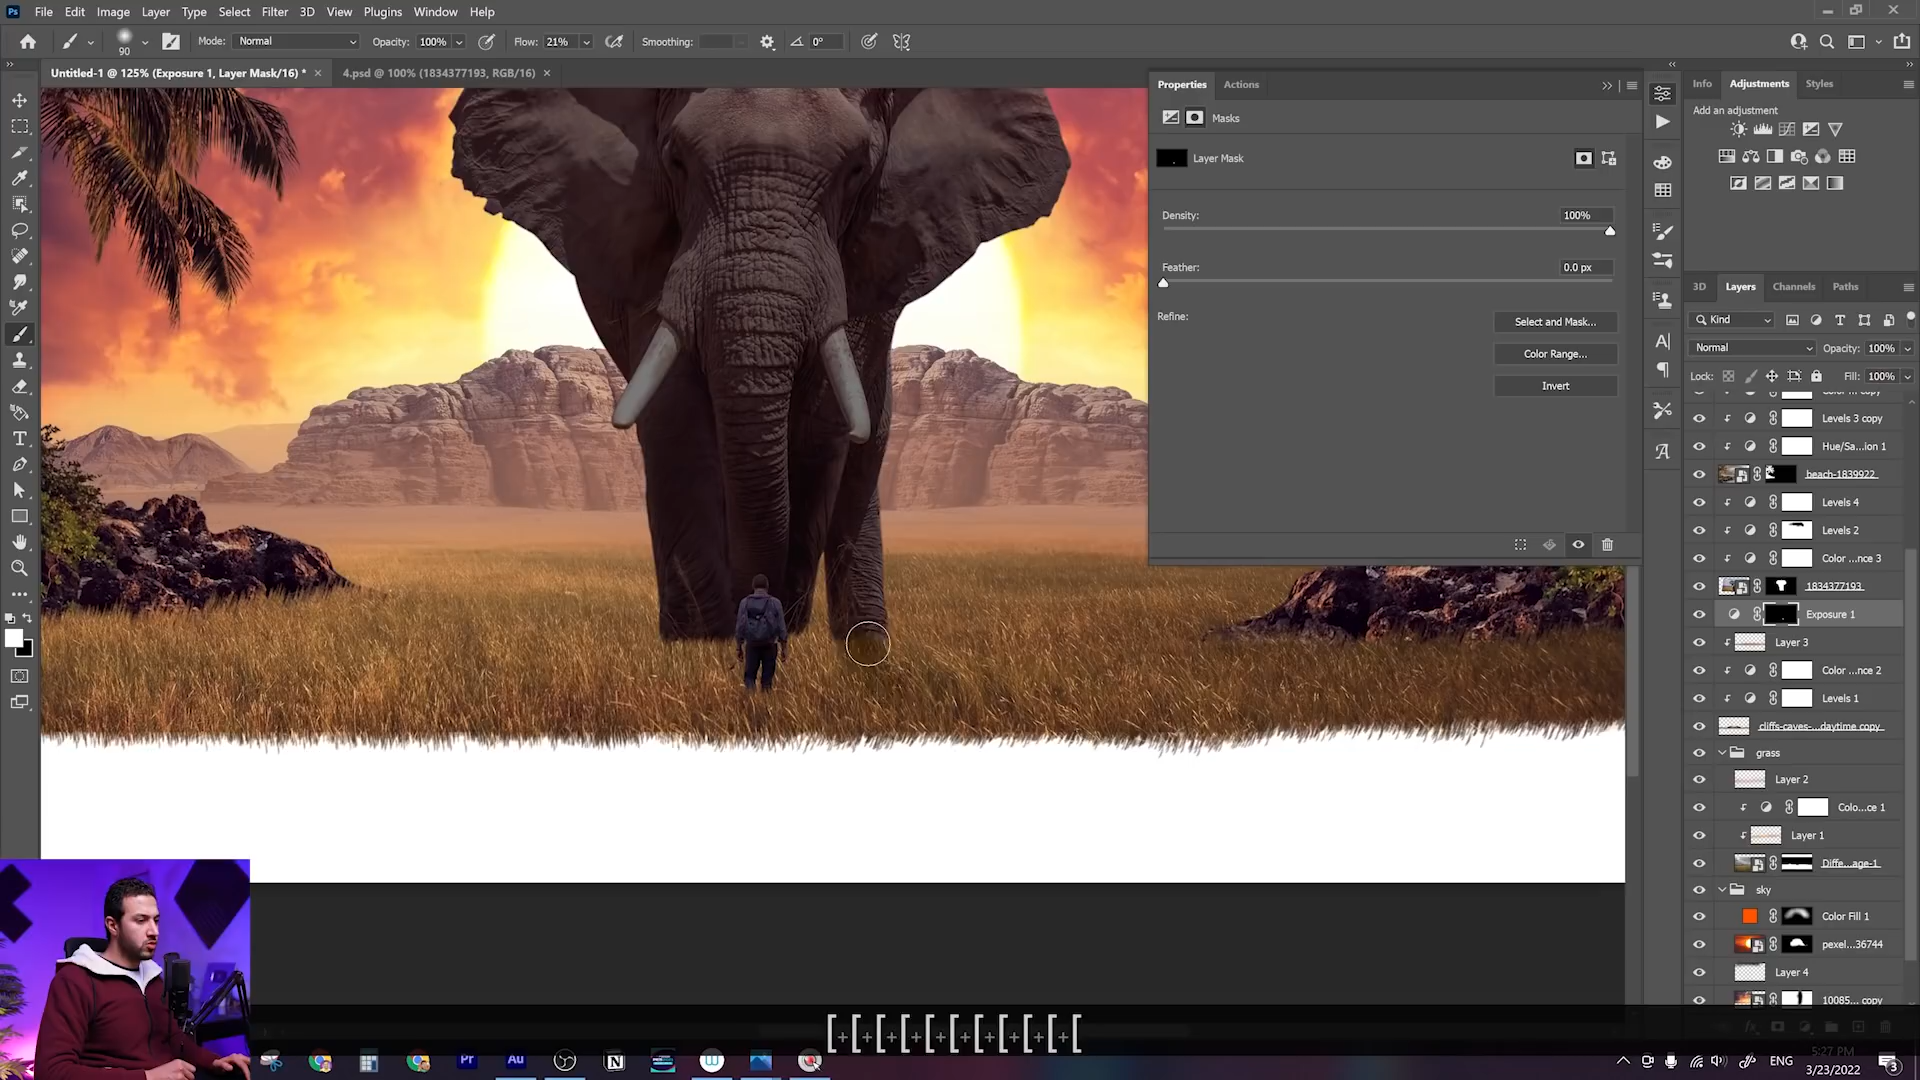 Ps File Edit Image Layer Type Select Filter 3D View Plugins Window Help
90 Mode: Normal Opacity: 100% Flow: 21% Smoothing: 0°
Untitled-1 @ 125% (Exposure 1, Layer Mask/16) * × 4.psd @ 100% (1834377193, RGB/16) ×
Properties Actions
Masks
Layer Mask
Density: 100%
Feather: 0.0 px
Refine:
Select and Mask...
Color Range...
Invert
Info Adjustments Styles
Add an adjustment
3D Layers Channels Paths
Kind
Normal Opacity: 100%
Lock: Fill: 100%
Levels 3 copy
Hue/Sa...ion 1
beach-1839922
Levels 4
Levels 2
Color ...nce 3
1834377193
Exposure 1
Layer 3
Color ...nce 2
Levels 1
cliffs-caves-...daytime copy
grass
Layer 2
Colo...ce 1
Layer 1
Diffe...age-1
sky
Color Fill 1
pexel...36744
Layer 4
10085... copy
[+[+[+[+[+[+[+[+[+[+[
Pr Au
ENG
5:27 PM
3/23/2022
3